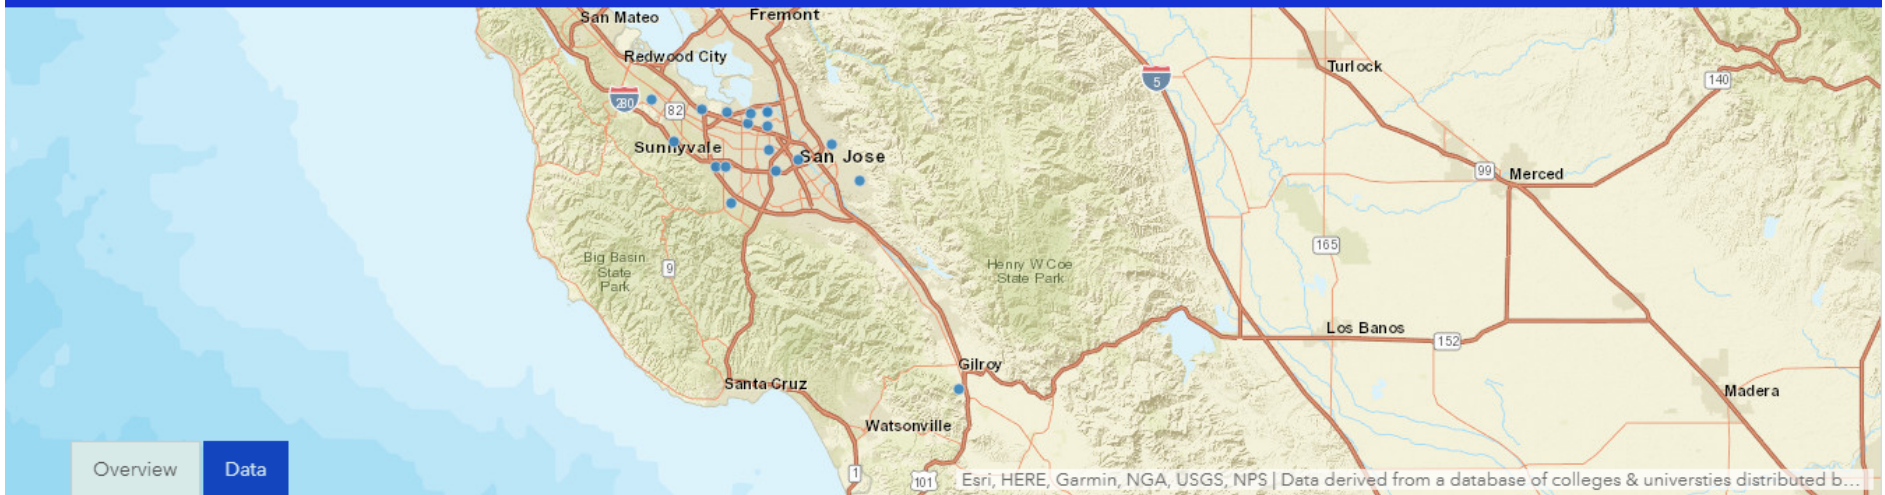 San Mateo
Fremont
Redwood City
280
82
5
Turlock
140
Sunnyvale
San Jose
99
Merced
165
Big Basin
State
Park
9
Henry W Coe
State Park
Los Banos
152
Gilroy
Santa Cruz
Madera
Watsonville
Overview
Data
1
101
Esri, HERE, Garmin, NGA, USGS, NPS | Data derived from a database of colleges & universties distributed b...